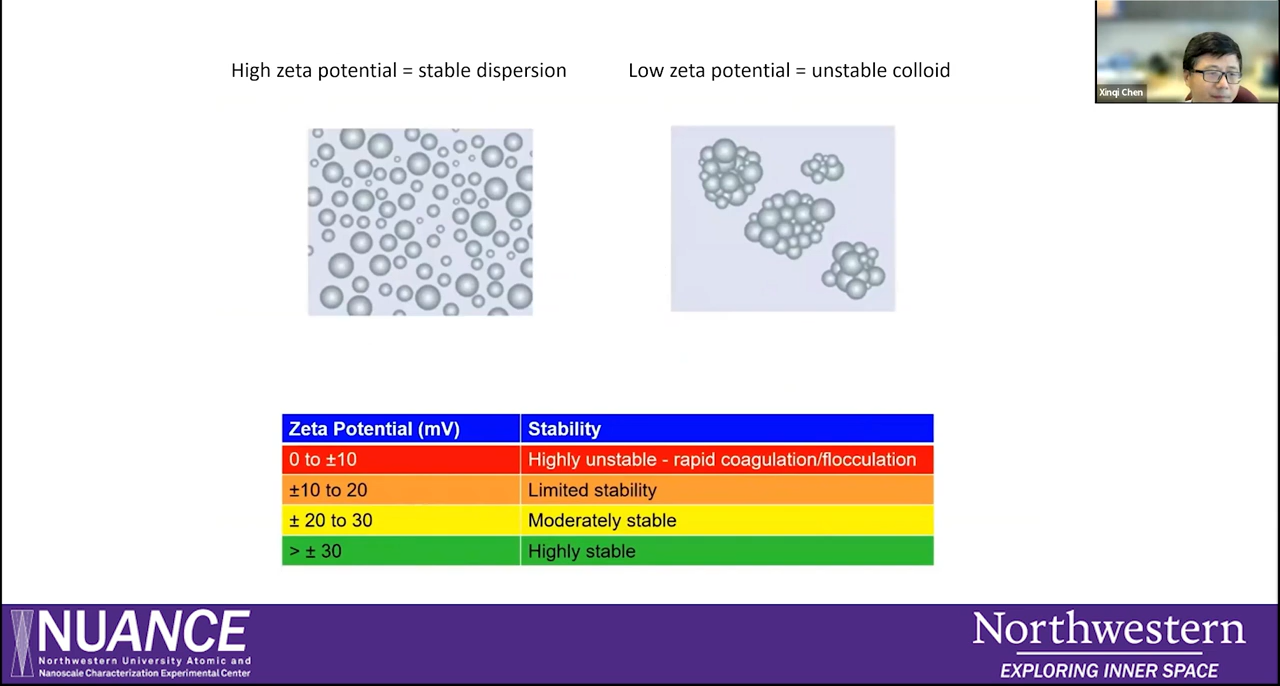 High zeta potential = stable dispersion
Low zeta potential = unstable colloid
Xinqi Chen
Zeta Potential (mV) Stability
0 to ±10 Highly unstable - rapid coagulation/flocculation
±10 to 20 Limited stability
± 20 to 30 Moderately stable
> ± 30 Highly stable
NUANCE
Northwestern University Atomic and
Nanoscale Characterization Experimental Center
Northwestern
EXPLORING INNER SPACE